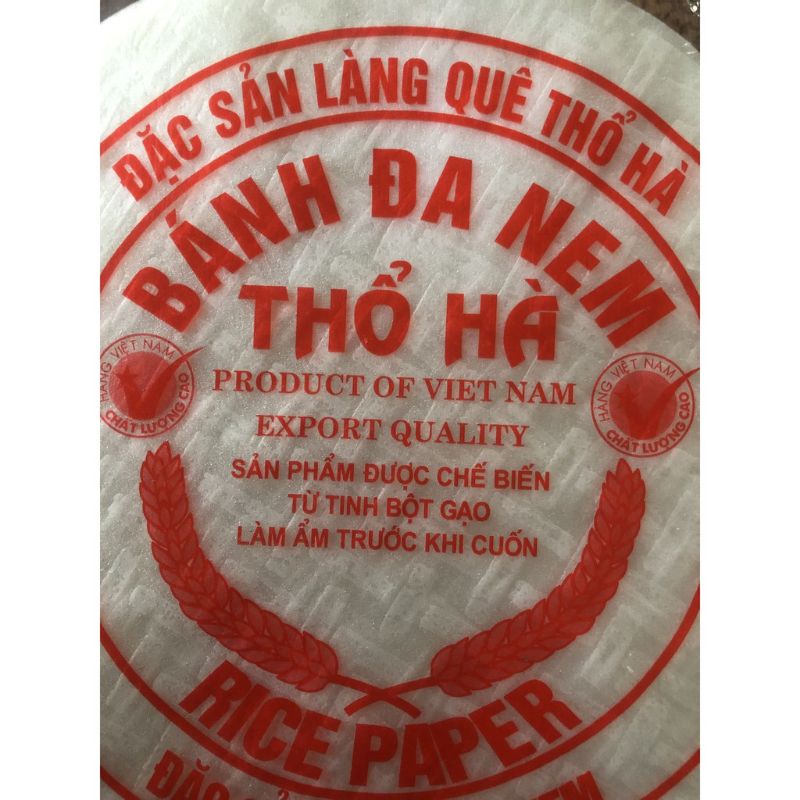 ĐẶC SẢN LÀNG QUÊ THỔ HÀ
BÁNH ĐA NEM
THỔ HÀ
HÀNG VIỆT NAM
CHẤT LƯỢNG CAO
HÀNG VIỆT NAM
CHẤT LƯỢNG CAO
PRODUCT OF VIET NAM
EXPORT QUALITY
SẢN PHẨM ĐƯỢC CHẾ BIẾN
TỪ TINH BỘT GẠO
LÀM ẨM TRƯỚC KHI CUỐN
RICE PAPER
ĐẶC